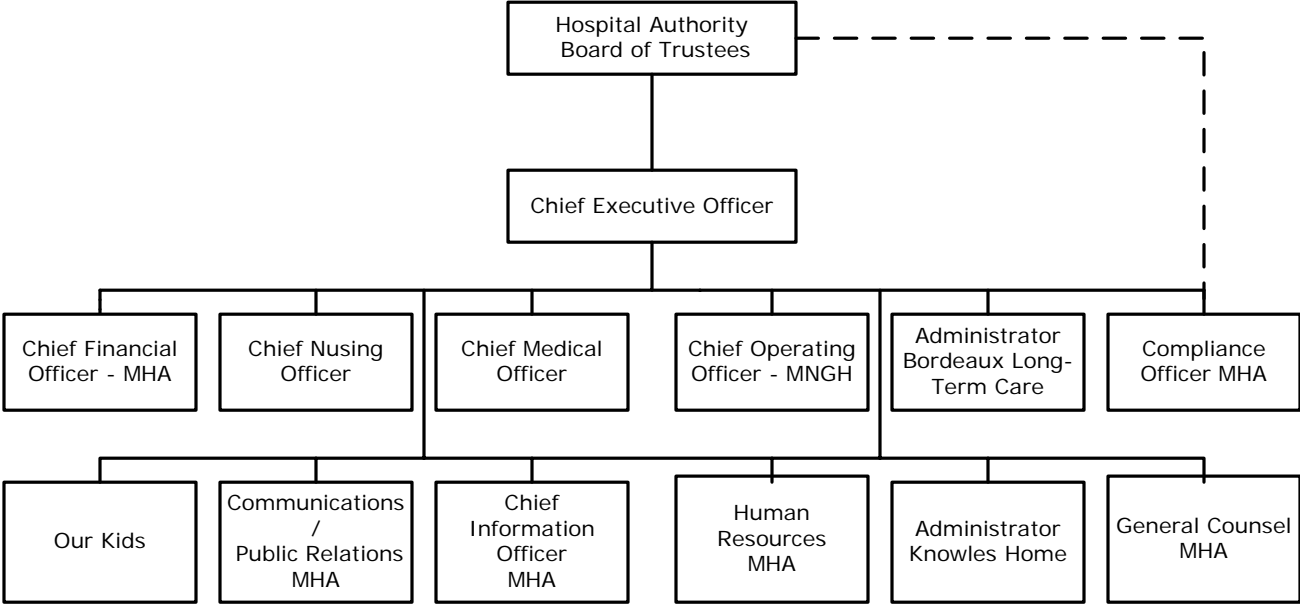 Hospital Authority
Board of Trustees
Chief Executive Officer
Chief Financial
Officer - MHA
Chief Nusing
Officer
Chief Medical
Officer
Chief Operating
Officer - MNGH
Administrator
Bordeaux Long-
Term Care
Compliance
Officer MHA
Our Kids
Communications
/
Public Relations
MHA
Chief
Information
Officer
MHA
Human
Resources
MHA
Administrator
Knowles Home
General Counsel
MHA